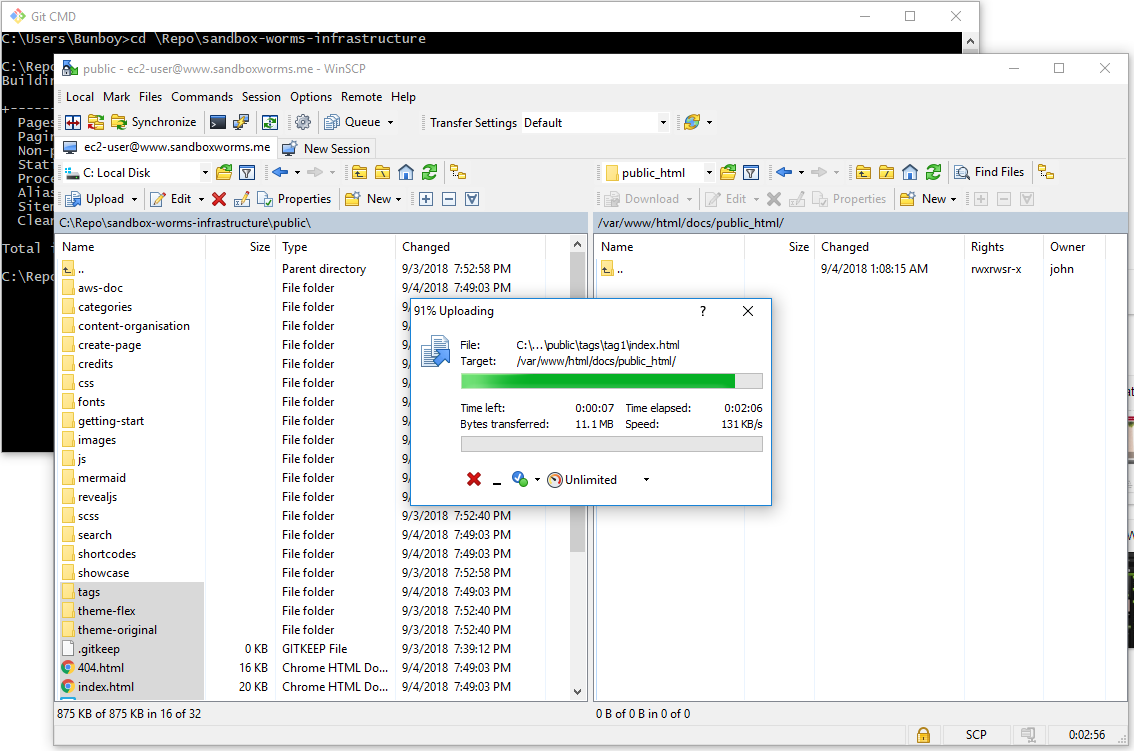 Git CMD
C:\Users\Bunboy>cd \Repo\sandbox-worms-infrastructure
C:\Repo
Buildin
Pages
Pagin
Non-p
Stati
Proce
Alias
Sitem
Clean
Total i
C:\Repo
public - ec2-user@www.sandboxworms.me - WinSCP
Local Mark Files Commands Session Options Remote Help
Synchronize Queue Transfer Settings Default
ec2-user@www.sandboxworms.me New Session
C: Local Disk public_html Find Files
Upload Edit Properties New Download Edit Properties New
C:\Repo\sandbox-worms-infrastructure\public\ /var/www/html/docs/public_html/
Name Size Type Changed Name Size Changed Rights Owner
.. Parent directory 9/3/2018 7:52:58 PM .. 9/4/2018 1:08:15 AM rwxrwsr-x john
aws-doc File folder 9/4/2018 7:49:03 PM
categories File folder 9/
content-organisation File folder 9/
create-page File folder 9/
credits File folder 9/
css File folder 9/
fonts File folder 9/
getting-start File folder 9/
images File folder 9/
js File folder 9/
mermaid File folder 9/
revealjs File folder 9/
scss File folder 9/3/2018 7:52:40 PM
search File folder 9/4/2018 7:49:03 PM
shortcodes File folder 9/4/2018 7:49:03 PM
showcase File folder 9/3/2018 7:52:58 PM
tags File folder 9/4/2018 7:49:03 PM
theme-flex File folder 9/3/2018 7:52:40 PM
theme-original File folder 9/3/2018 7:52:40 PM
.gitkeep 0 KB GITKEEP File 9/3/2018 7:39:12 PM
404.html 16 KB Chrome HTML Do... 9/4/2018 7:49:03 PM
index.html 20 KB Chrome HTML Do... 9/4/2018 7:49:03 PM
875 KB of 875 KB in 16 of 32 0 B of 0 B in 0 of 0
SCP 0:02:56
91% Uploading ?
File: C:\...\public\tags\tag1\index.html
Target: /var/www/html/docs/public_html/
Time left: 0:00:07 Time elapsed: 0:02:06
Bytes transferred: 11.1 MB Speed: 131 KB/s
Unlimited